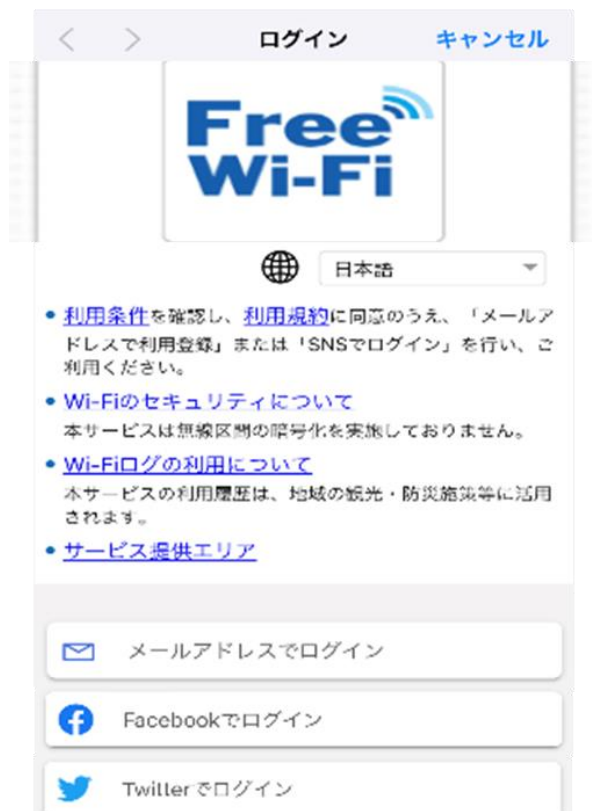 ログイン
キャンセル
Free
Wi-Fi
日本語
• 利用条件を確認し、利用規約に同意のうえ、「メールア
ドレスで利用登録」または「SNSでログイン」を行い、ご
利用ください。
• Wi-Fiのセキュリティについて
本サービスは無線区間の暗号化を実施しておりません。
• Wi-Fiログの利用について
本サービスの利用履歴は、地域の観光・防災施策等に活用
されます。
• サービス提供エリア
メールアドレスでログイン
Facebookでログイン
Twitterでログイン